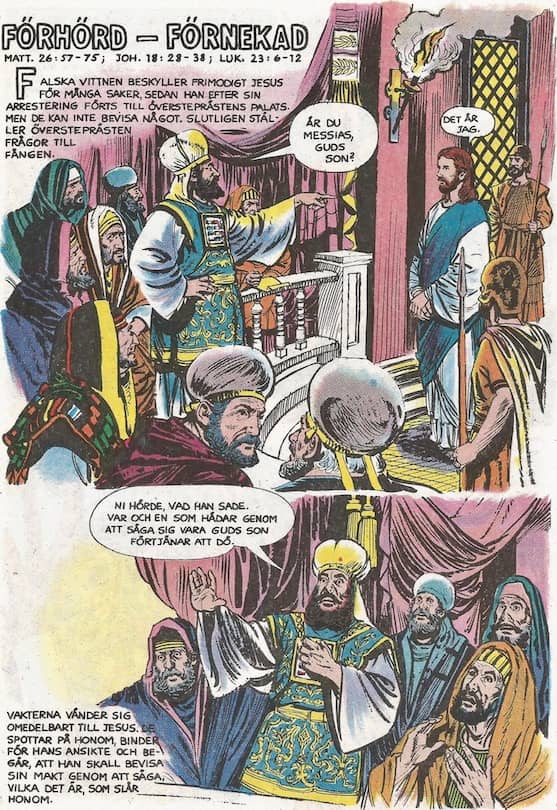 FÖRHÖRD – FÖRNEKAD
MATT. 26:57-75; JOH. 18:28-38; LUK. 23:6-12
FALSKA VITTNEN BESKYLLER FRIMODIGT JESUS
FÖR MÅNGA SAKER, SEDAN HAN EFTER SIN
ARRESTERING FÖRTS TILL ÖVERSTEPRÄSTENS PALATS.
MEN DE KAN INTE BEVISA NÅGOT. SLUTLIGEN STÄL-
LER ÖVERSTEPRÄSTEN
FRÅGOR TILL
FÅNGEN.
ÄR DU
MESSIAS,
GUDS
SON?
DET ÄR
JAG.
NI HÖRDE, VAD HAN SADE.
VAR OCH EN SOM HÄDAR GENOM
ATT SÄGA SIG VARA GUDS SON
FÖRTJÄNAR ATT DÖ.
VAKTERNA VÄNDER SIG
OMEDELBART TILL JESUS. DE
SPOTTAR PÅ HONOM, BINDER
FÖR HANS ANSIKTE OCH BE-
GÄR, ATT HAN SKALL BEVISA
SIN MAKT GENOM ATT SÄGA,
VILKA DET ÄR, SOM SLÅR
HONOM.